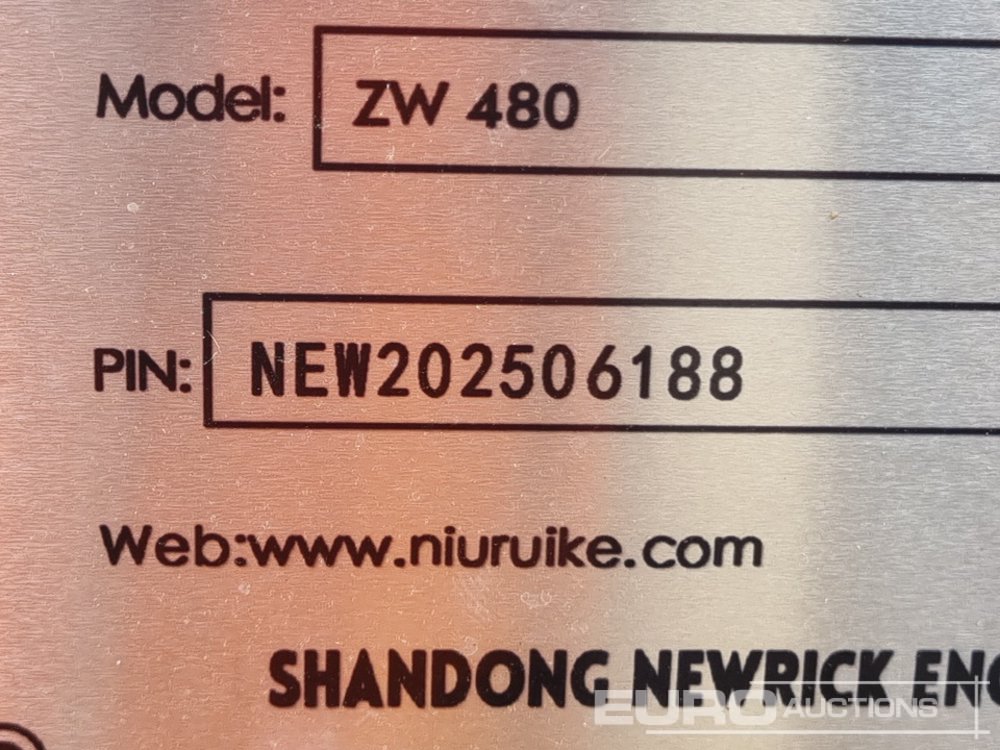 Model: ZW 480
PIN: NEW202506188
Web:www.niuruike.com
SHANDONG NEWRICK
EURO AUCTIONS